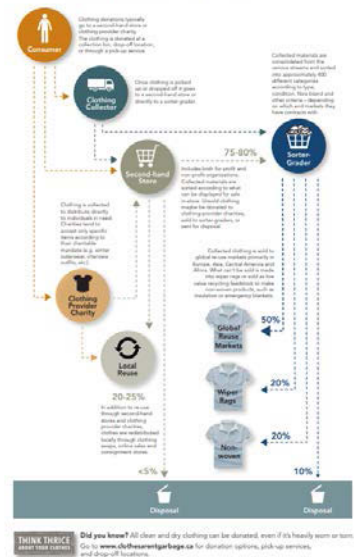 Consumer
Clothing donations typically
go to a second-hand store or
clothing provider charity.
The clothing is donated at a
collection bin, drop-off location,
or through a pick-up service.
Clothing
Collector
Once clothing is picked
up or dropped off it goes
to a second-hand store or
directly to a sorter-grader.
Collected materials are
consolidated from the
various streams and sorted
into approximately 400
different categories
according to type,
condition, fibre, brand and
other criteria – depending
on which end markets they
have contracts with.
75-80%
Second-hand
Store
Sorter-
Grader
Includes both for profit and
non-profit organizations.
Collected materials are
sorted according to what
can be displayed for sale
in store. Unsold clothing
maybe be donated to
clothing provider charities,
sold to sorter-graders, or
sent for disposal.
Clothing is collected
to distribute directly
to individuals in need.
Charities tend to
accept only specific
items according to
their charitable
mandate (e.g. winter
outerwear, office
outfits, etc.)
Collected clothing is sold to
global re-use markets primarily in
Europe, Asia, Central America and
Africa. What can't be sold is made
into wiper rags or sold as low
value recycling feedstock to make
non-woven products, such as
insulation or emergency blankets.
Clothing
Provider
Charity
Local
Reuse
20-25%
In addition to re-use
through second-hand
stores and clothing
provider charities,
clothes are redistributed
locally through clothing
swaps, online sales and
consignment stores.
Global
Reuse
Markets
50%
Wiper
Rags
20%
Non-
woven
20%
<5%
10%
Disposal
Disposal
THINK THRICE
ABOUT YOUR CLOTHES
Did you know? All clean and dry clothing can be donated, even if it's heavily worn or torn.
Go to www.clothesarentgarbage.ca for donation options, pick-up services,
and drop-off locations.